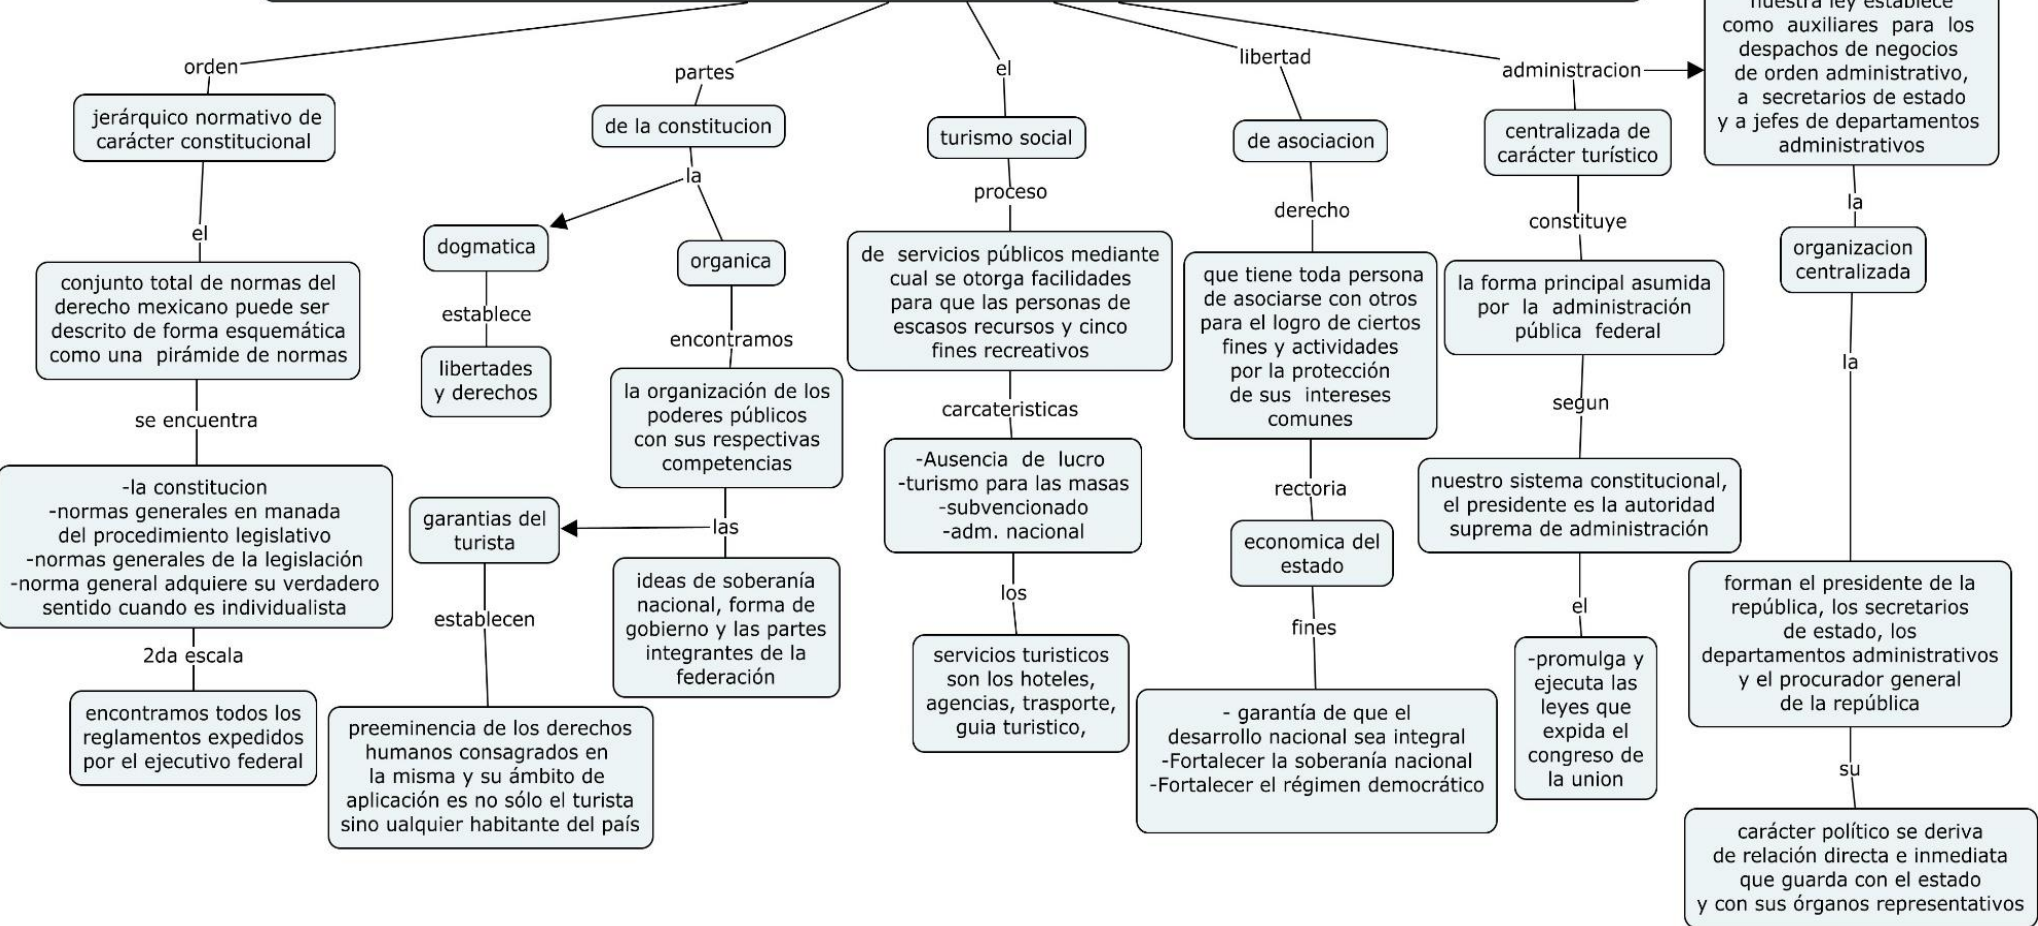 orden
jerárquico normativo de
carácter constitucional
el
conjunto total de normas del
derecho mexicano puede ser
descrito de forma esquemática
como una pirámide de normas
se encuentra
-la constitucion
-normas generales en manada
del procedimiento legislativo
-normas generales de la legislación
-norma general adquiere su verdadero
sentido cuando es individualista
2da escala
encontramos todos los
reglamentos expedidos
por el ejecutivo federal
partes
de la constitucion
la
dogmatica
establece
libertades
y derechos
organica
encontramos
la organización de los
poderes públicos
con sus respectivas
competencias
las
garantias del
turista
establecen
preeminencia de los derechos
humanos consagrados en
la misma y su ámbito de
aplicación es no sólo el turista
sino ualquier habitante del país
ideas de soberanía
nacional, forma de
gobierno y las partes
integrantes de la
federación
el
turismo social
proceso
de servicios públicos mediante
cual se otorga facilidades
para que las personas de
escasos recursos y cinco
fines recreativos
carcateristicas
-Ausencia de lucro
-turismo para las masas
-subvencionado
-adm. nacional
los
servicios turisticos
son los hoteles,
agencias, trasporte,
guia turistico,
libertad
de asociacion
derecho
que tiene toda persona
de asociarse con otros
para el logro de ciertos
fines y actividades
por la protección
de sus intereses
comunes
rectoria
economica del
estado
fines
- garantía de que el
desarrollo nacional sea integral
-Fortalecer la soberanía nacional
-Fortalecer el régimen democrático
administracion
centralizada de
carácter turístico
constituye
la forma principal asumida
por la administración
pública federal
segun
nuestro sistema constitucional,
el presidente es la autoridad
suprema de administración
el
-promulga y
ejecuta las
leyes que
expida el
congreso de
la union
nuestra ley establece
como auxiliares para los
despachos de negocios
de orden administrativo,
a secretarios de estado
y a jefes de departamentos
administrativos
la
organizacion
centralizada
la
forman el presidente de la
república, los secretarios
de estado, los
departamentos administrativos
y el procurador general
de la república
su
carácter político se deriva
de relación directa e inmediata
que guarda con el estado
y con sus órganos representativos